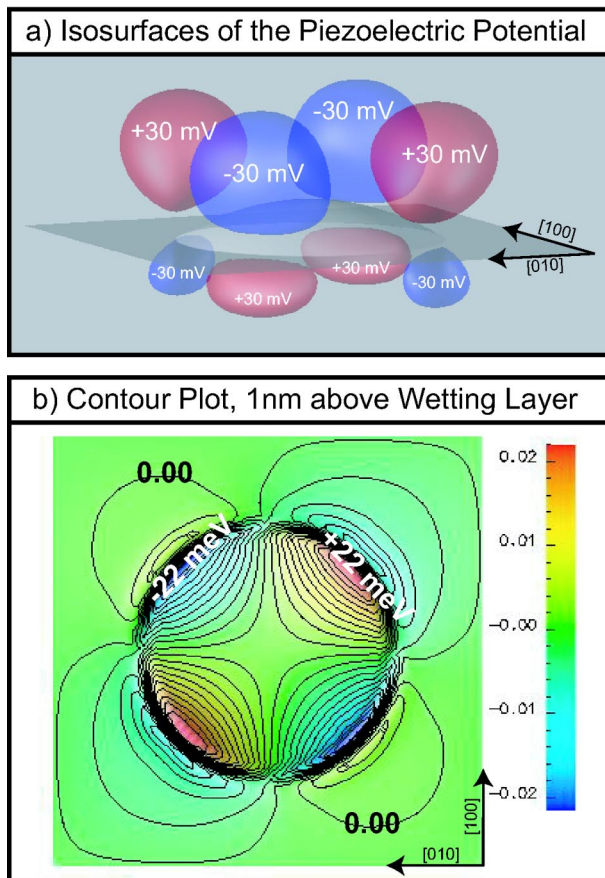 a) Isosurfaces of the Piezoelectric Potential
-30 mV
+30 mV
+30 mV
-30 mV
[100]
[010]
-30 mV
+30 mV
-30 mV
+30 mV
b) Contour Plot, 1nm above Wetting Layer
0.00
0.02
-22 meV
+22 meV
0.01
−0.00
−0.01
−0.02
[100]
0.00
[010]